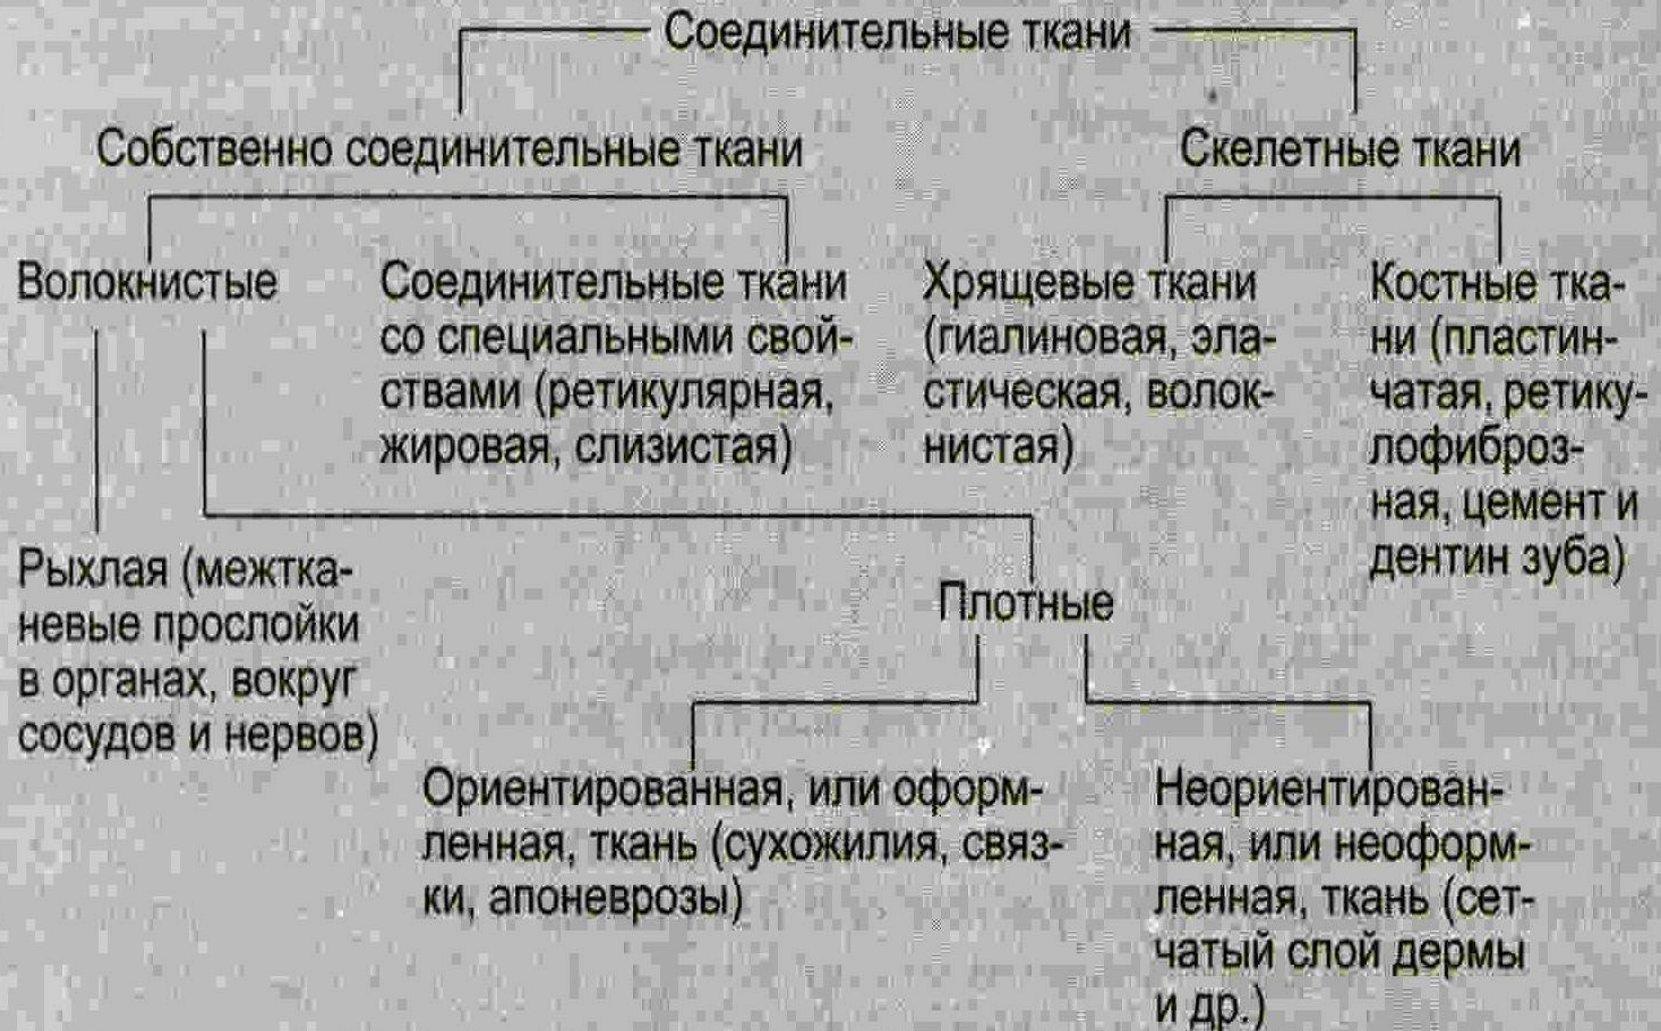 Соединительные ткани
Собственно соединительные ткани
Скелетные ткани
Волокнистые
Соединительные ткани
со специальными свой-
ствами (ретикулярная,
жировая, слизистая)
Хрящевые ткани
(гиалиновая, эла-
стическая, волок-
нистая)
Костные тка-
ни (пластин-
чатая, ретику-
лофиброз-
ная, цемент и
дентин зуба)
Рыхлая (межтка-
невые прослойки
в органах, вокруг
сосудов и нервов)
Плотные
Ориентированная, или оформ-
ленная, ткань (сухожилия, связ-
ки, апоневрозы)
Неориентирован-
ная, или неоформ-
ленная, ткань (сет-
чатый слой дермы
и др.)